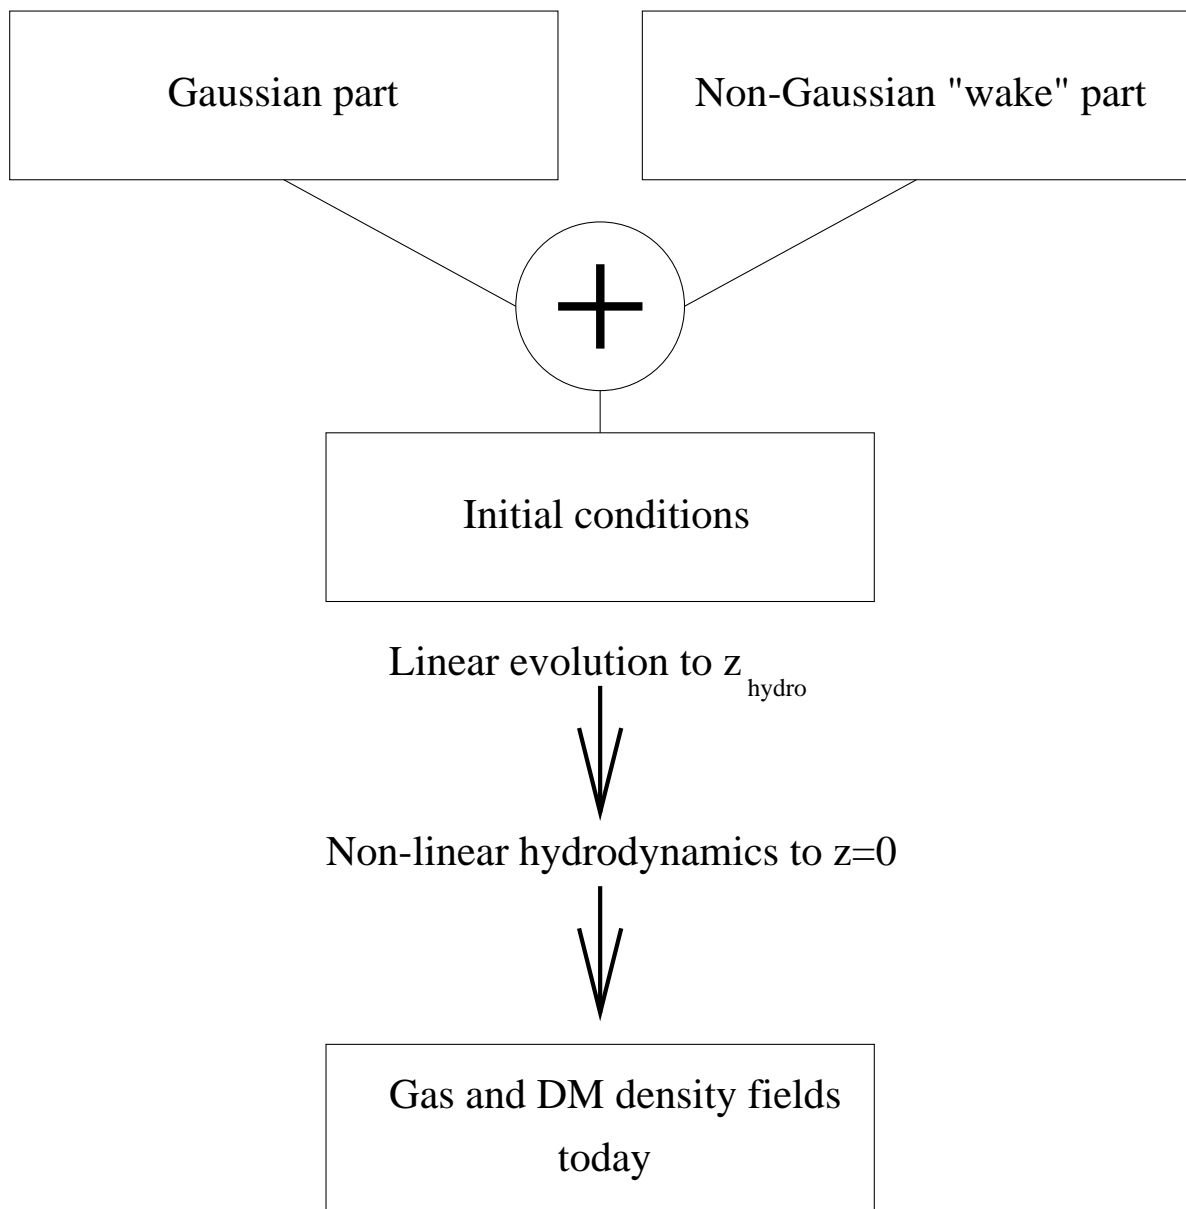 Gaussian part
Non-Gaussian "wake" part
+
Initial conditions
Linear evolution to z_hydro
Non-linear hydrodynamics to z=0
Gas and DM density fields
today